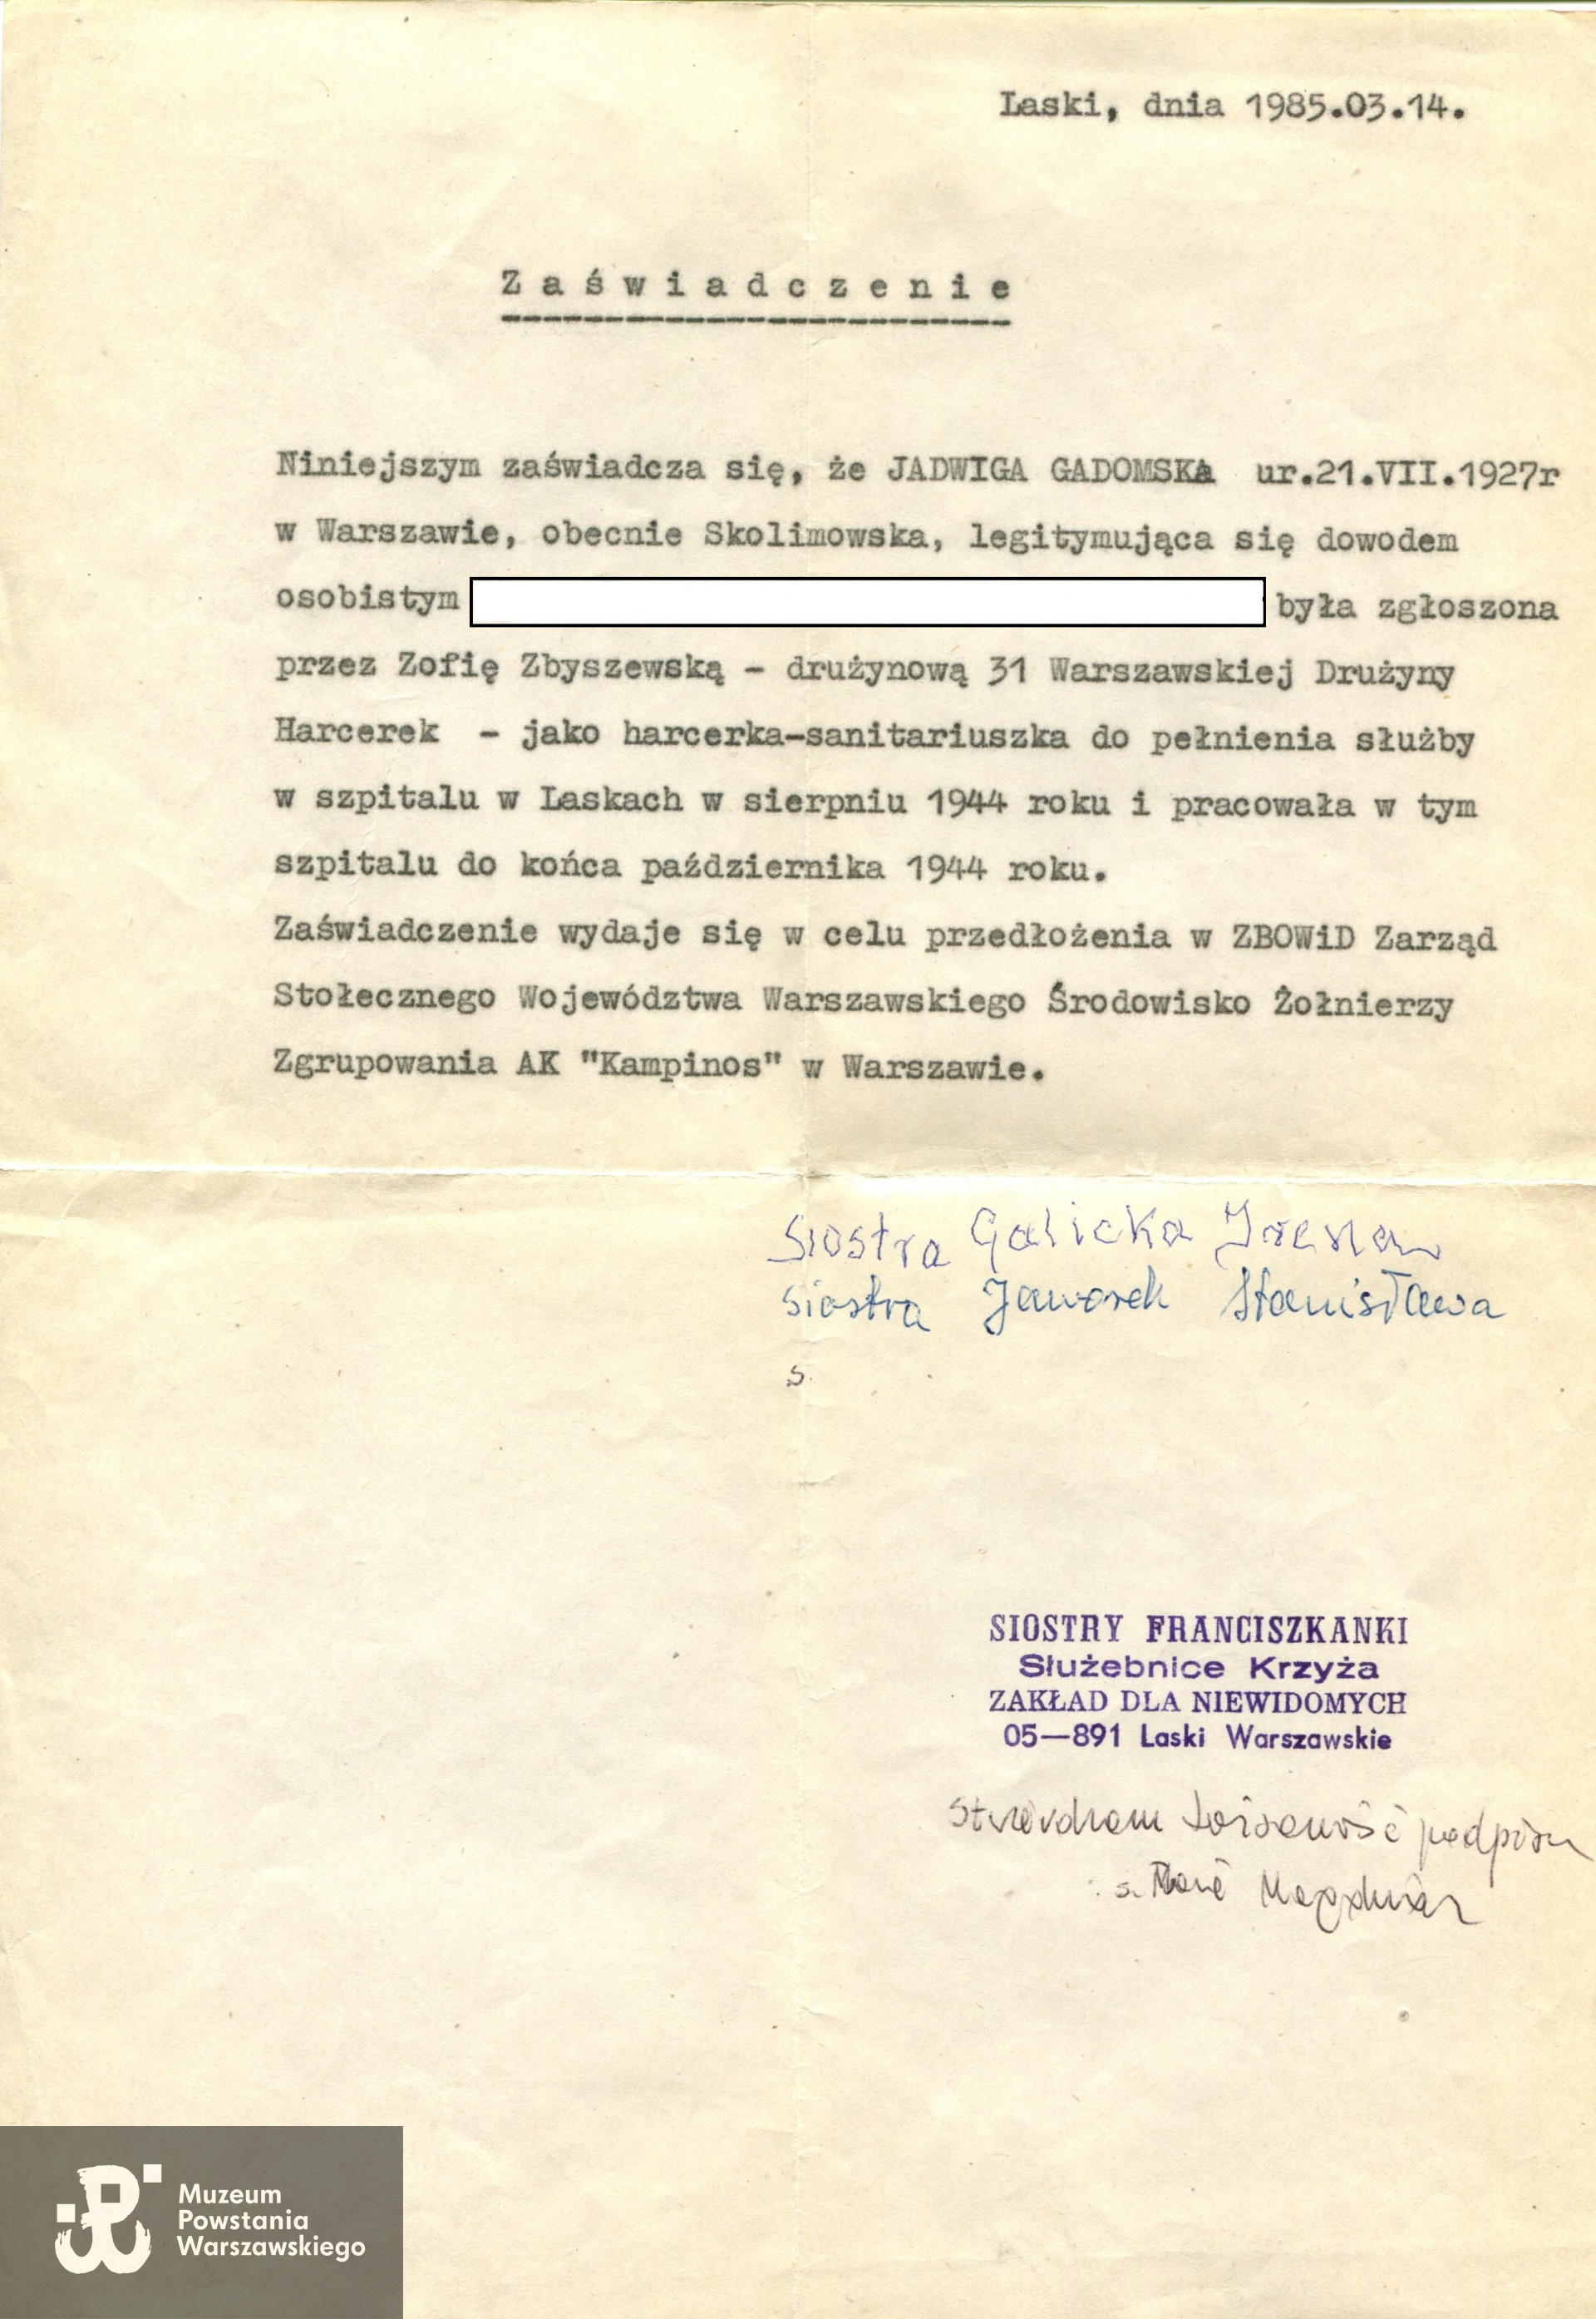 Laski, dnia 1985.03.14.
Zaświadczenie
Niniejszym zaświadcza się, że JADWIGA GADOMSKA ur.21.VII.1927r
w Warszawie, obecnie Skolimowska, legitymująca się dowodem
osobistym była zgłoszona
przez Zofię Zbyszewską - drużynową 31 Warszawskiej Drużyny
Harcerek - jako harcerka-sanitariuszka do pełnienia służby
w szpitalu w Laskach w sierpniu 1944 roku i pracowała w tym
szpitalu do końca października 1944 roku.
Zaświadczenie wydaje się w celu przedłożenia w ZBOWiD Zarząd
Stołecznego Województwa Warszawskiego Środowisko Żołnierzy
Zgrupowania AK "Kampinos" w Warszawie.
Siostra Galicka Irena
Siostra Jaworek Stanisława
s.
SIOSTRY FRANCISZKANKI
Służebnice Krzyża
ZAKŁAD DLA NIEWIDOMYCH
05—891 Laski Warszawskie
Stwierdzam tożsamość podpisu
s.
Muzeum
Powstania
Warszawskiego